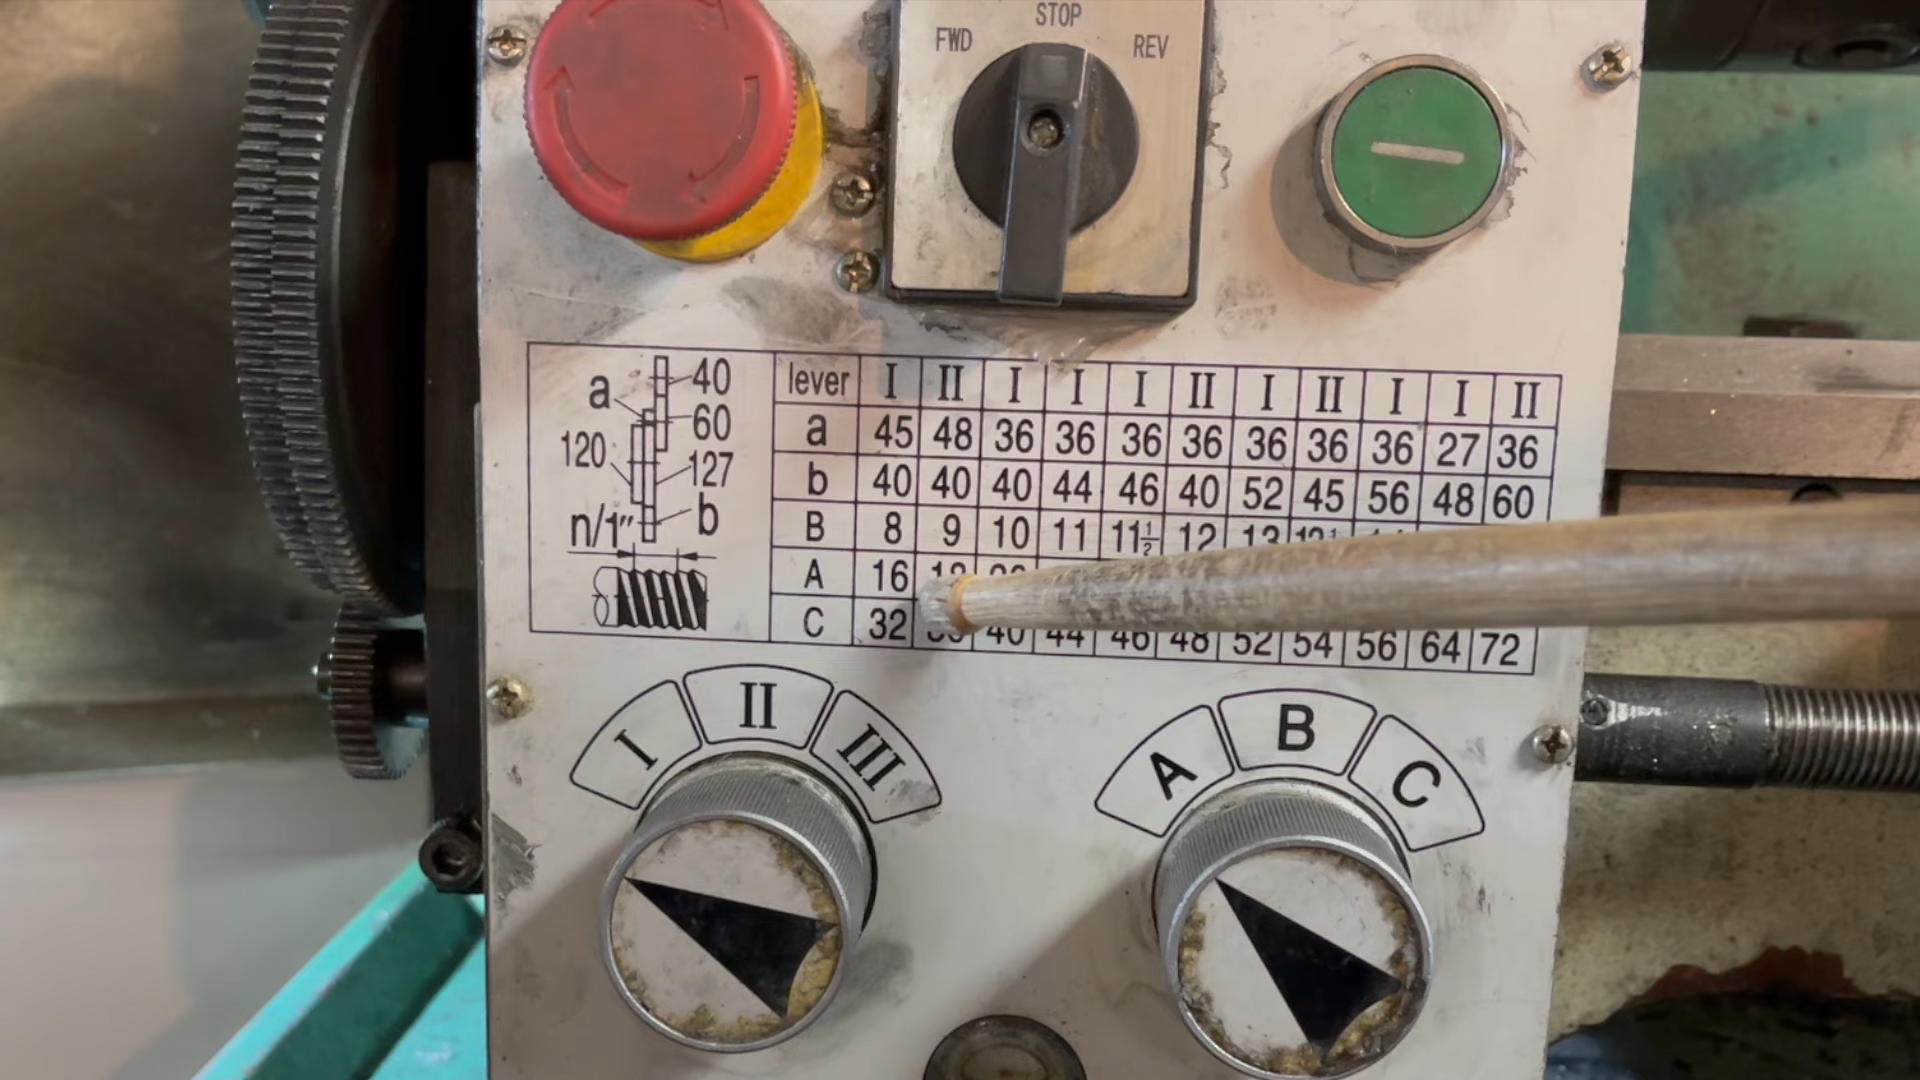 STOP
FWD REV
a 40
60
120 127
n/1″ b
lever I II I I I II I II I I II
a 45 48 36 36 36 36 36 36 36 27 36
b 40 40 40 44 46 40 52 45 56 48 60
B 8 9 10 11 11½ 12 13
A 16
C 32 40 44 46 48 52 54 56 64 72
I II III
A B C